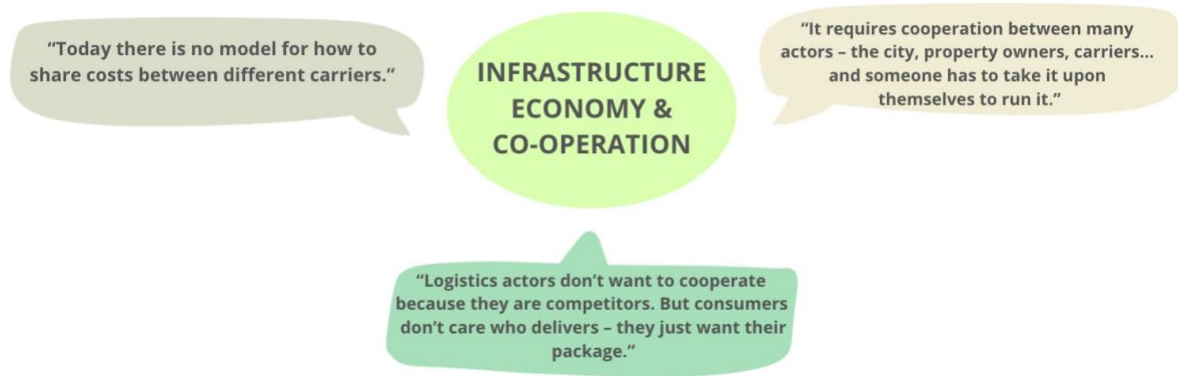 “Today there is no model for how to
share costs between different carriers.”
INFRASTRUCTURE
ECONOMY &
CO-OPERATION
“It requires cooperation between many
actors – the city, property owners, carriers...
and someone has to take it upon
themselves to run it.”
“Logistics actors don’t want to cooperate
because they are competitors. But consumers
don’t care who delivers – they just want their
package.”